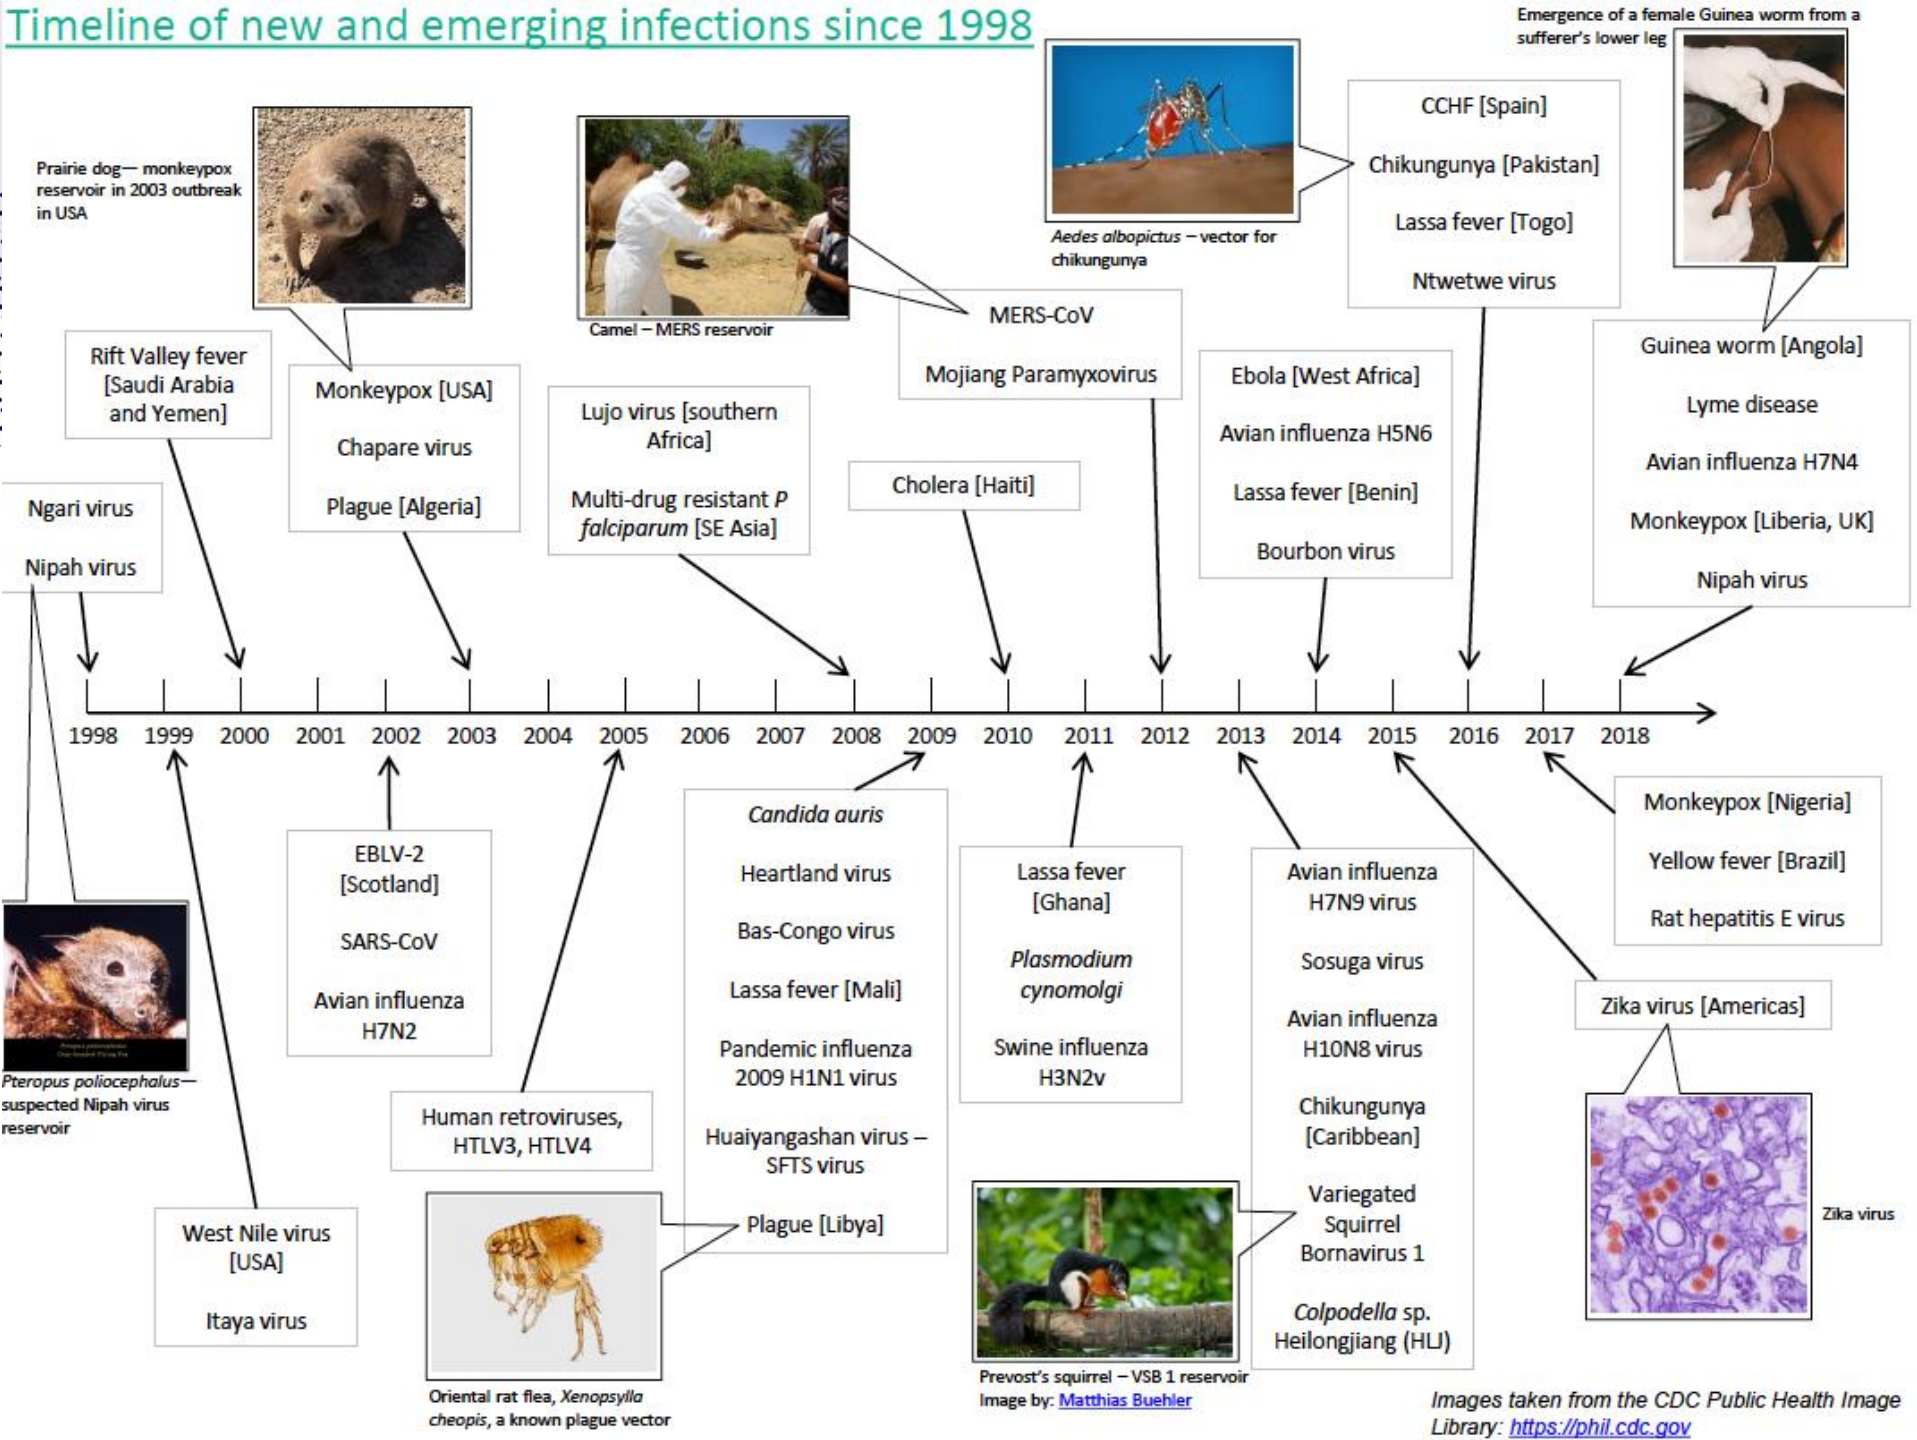 Timeline of new and emerging infections since 1998
Emergence of a female Guinea worm from a
sufferer's lower leg
Prairie dog— monkeypox
reservoir in 2003 outbreak
in USA
Camel – MERS reservoir
Aedes albopictus – vector for
chikungunya
CCHF [Spain]
Chikungunya [Pakistan]
Lassa fever [Togo]
Ntwetwe virus
Rift Valley fever
[Saudi Arabia
and Yemen]
Monkeypox [USA]
Chapare virus
Plague [Algeria]
Lujo virus [southern
Africa]
Multi-drug resistant P
falciparum [SE Asia]
MERS-CoV
Mojiang Paramyxovirus
Cholera [Haiti]
Ebola [West Africa]
Avian influenza H5N6
Lassa fever [Benin]
Bourbon virus
Guinea worm [Angola]
Lyme disease
Avian influenza H7N4
Monkeypox [Liberia, UK]
Nipah virus
Ngari virus
Nipah virus
1998 1999 2000 2001 2002 2003 2004 2005 2006 2007 2008 2009 2010 2011 2012 2013 2014 2015 2016 2017 2018
Pteropus poliocephalus—
suspected Nipah virus
reservoir
West Nile virus
[USA]
Itaya virus
EBLV-2
[Scotland]
SARS-CoV
Avian influenza
H7N2
Human retroviruses,
HTLV3, HTLV4
Oriental rat flea, Xenopsylla
cheopis, a known plague vector
Candida auris
Heartland virus
Bas-Congo virus
Lassa fever [Mali]
Pandemic influenza
2009 H1N1 virus
Huaiyangashan virus –
SFTS virus
Plague [Libya]
Lassa fever
[Ghana]
Plasmodium
cynomolgi
Swine influenza
H3N2v
Prevost's squirrel – VSB 1 reservoir
Image by: Matthias Buehler
Avian influenza
H7N9 virus
Sosuga virus
Avian influenza
H10N8 virus
Chikungunya
[Caribbean]
Variegated
Squirrel
Bornavirus 1
Colpodella sp.
Heilongjiang (HLJ)
Monkeypox [Nigeria]
Yellow fever [Brazil]
Rat hepatitis E virus
Zika virus [Americas]
Zika virus
Images taken from the CDC Public Health Image
Library: https://phil.cdc.gov